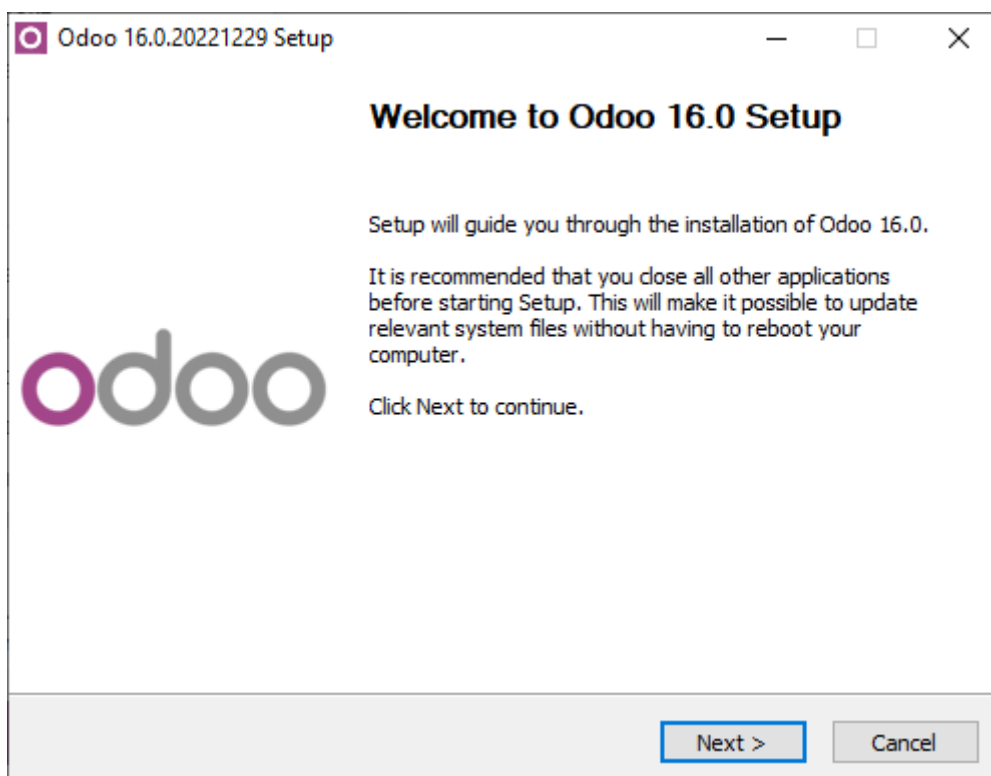 Odoo 16.0.20221229 Setup
Welcome to Odoo 16.0 Setup
Setup will guide you through the installation of Odoo 16.0.
It is recommended that you close all other applications
before starting Setup. This will make it possible to update
relevant system files without having to reboot your
computer.
odoo
Click Next to continue.
Next >
Cancel